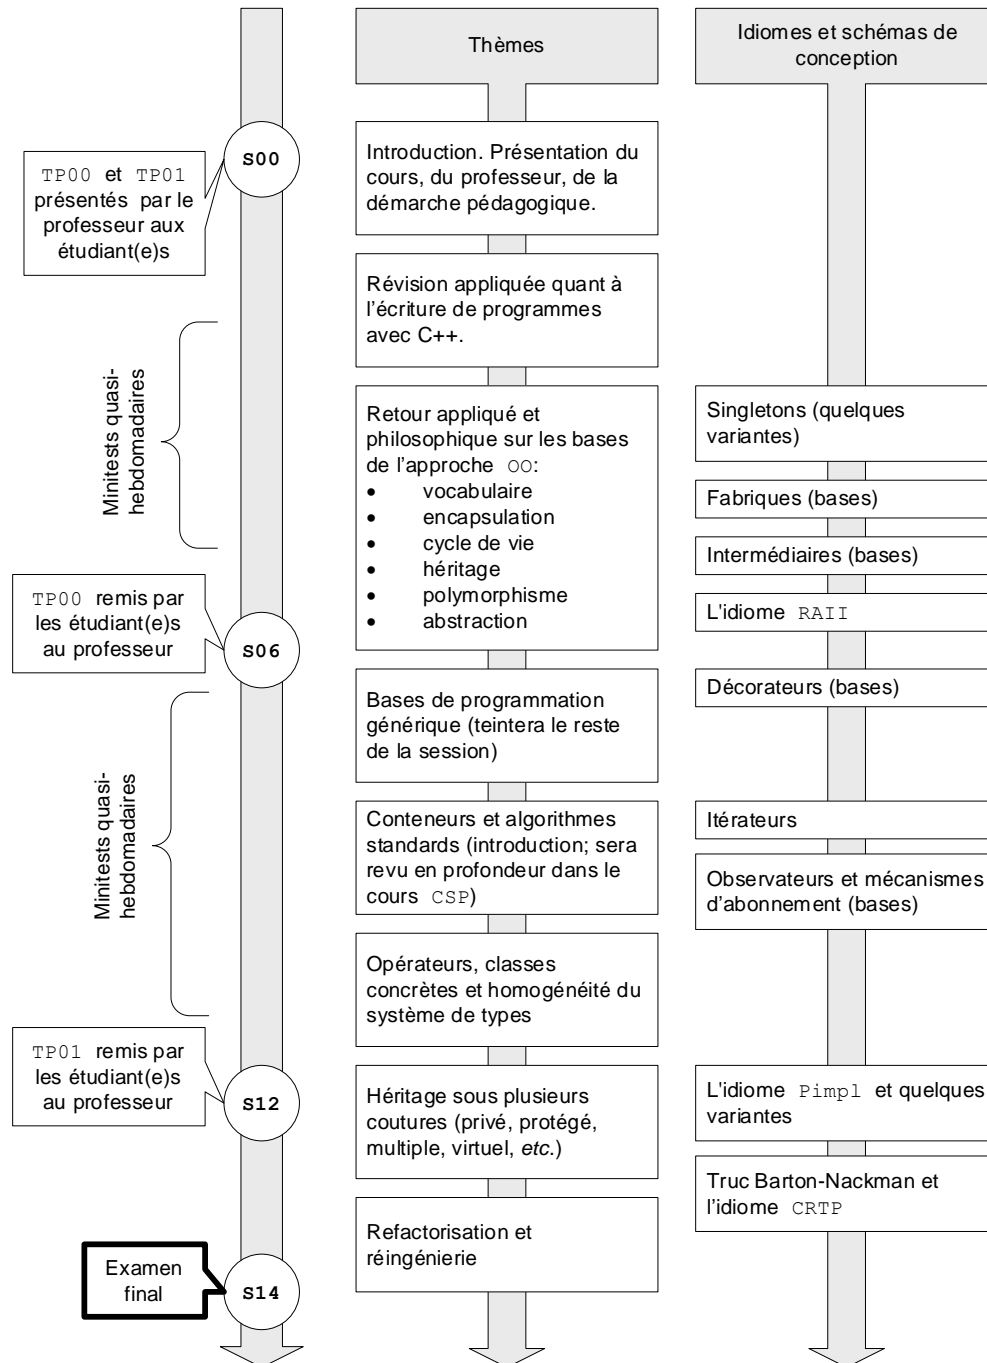 Thèmes
Idiomes et schémas de
conception
S00
TP00 et TP01
présentés par le
professeur aux
étudiant(e)s
Introduction. Présentation du
cours, du professeur, de la
démarche pédagogique.
Révision appliquée quant à
l'écriture de programmes
avec C++.
Minitests quasi-
hebdomadaires
Retour appliqué et
philosophique sur les bases
de l'approche OO:
• vocabulaire
• encapsulation
• cycle de vie
• héritage
• polymorphisme
• abstraction
Singletons (quelques
variantes)
Fabriques (bases)
Intermédiaires (bases)
L'idiome RAII
TP00 remis par
les étudiant(e)s
au professeur
S06
Bases de programmation
générique (teintera le reste
de la session)
Décorateurs (bases)
Minitests quasi-
hebdomadaires
Conteneurs et algorithmes
standards (introduction; sera
revu en profondeur dans le
cours CSP)
Itérateurs
Observateurs et mécanismes
d'abonnement (bases)
Opérateurs, classes
concrètes et homogénéité du
système de types
TP01 remis par
les étudiant(e)s
au professeur
S12
Héritage sous plusieurs
coutures (privé, protégé,
multiple, virtuel, etc.)
L'idiome Pimpl et quelques
variantes
Truc Barton-Nackman et
l'idiome CRTP
Refactorisation et
réingénierie
Examen
final
S14